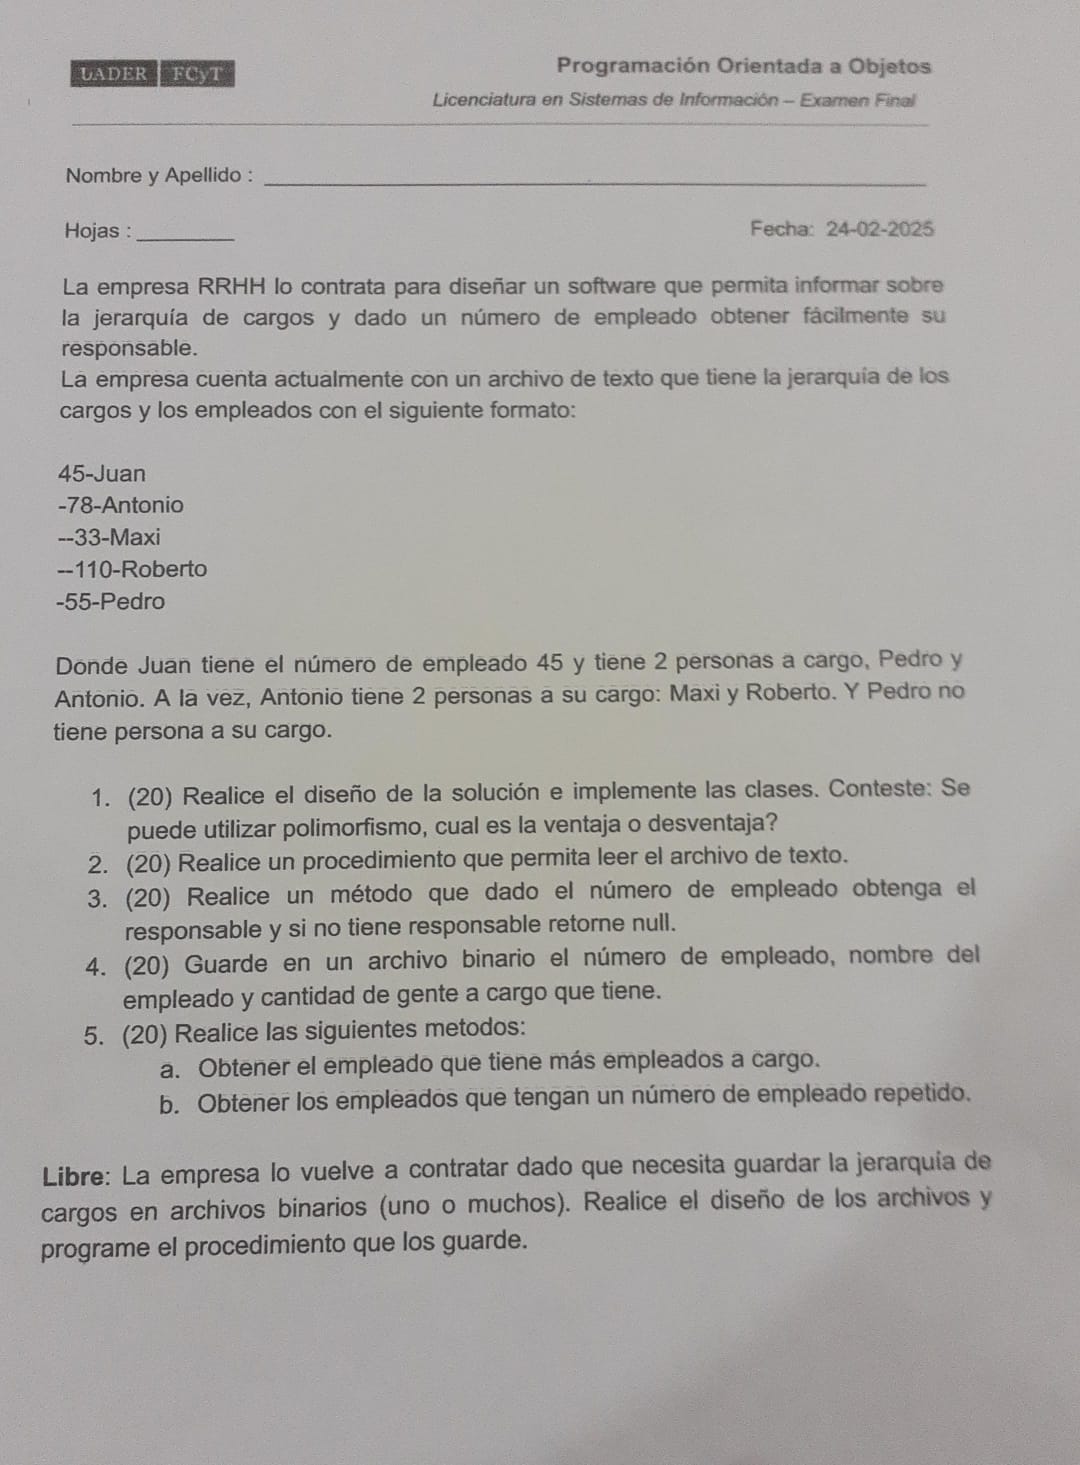 UADER FCyT
Programación Orientada a Objetos
Licenciatura en Sistemas de Información – Examen Final
Nombre y Apellido :
Hojas :
Fecha: 24-02-2025
La empresa RRHH lo contrata para diseñar un software que permita informar sobre
la jerarquía de cargos y dado un número de empleado obtener fácilmente su
responsable.
La empresa cuenta actualmente con un archivo de texto que tiene la jerarquía de los
cargos y los empleados con el siguiente formato:
45-Juan
-78-Antonio
--33-Maxi
--110-Roberto
-55-Pedro
Donde Juan tiene el número de empleado 45 y tiene 2 personas a cargo, Pedro y
Antonio. A la vez, Antonio tiene 2 personas a su cargo: Maxi y Roberto. Y Pedro no
tiene persona a su cargo.
1. (20) Realice el diseño de la solución e implemente las clases. Conteste: Se
puede utilizar polimorfismo, cual es la ventaja o desventaja?
2. (20) Realice un procedimiento que permita leer el archivo de texto.
3. (20) Realice un método que dado el número de empleado obtenga el
responsable y si no tiene responsable retorne null.
4. (20) Guarde en un archivo binario el número de empleado, nombre del
empleado y cantidad de gente a cargo que tiene.
5. (20) Realice las siguientes metodos:
a. Obtener el empleado que tiene más empleados a cargo.
b. Obtener los empleados que tengan un número de empleado repetido.
Libre: La empresa lo vuelve a contratar dado que necesita guardar la jerarquía de
cargos en archivos binarios (uno o muchos). Realice el diseño de los archivos y
programe el procedimiento que los guarde.